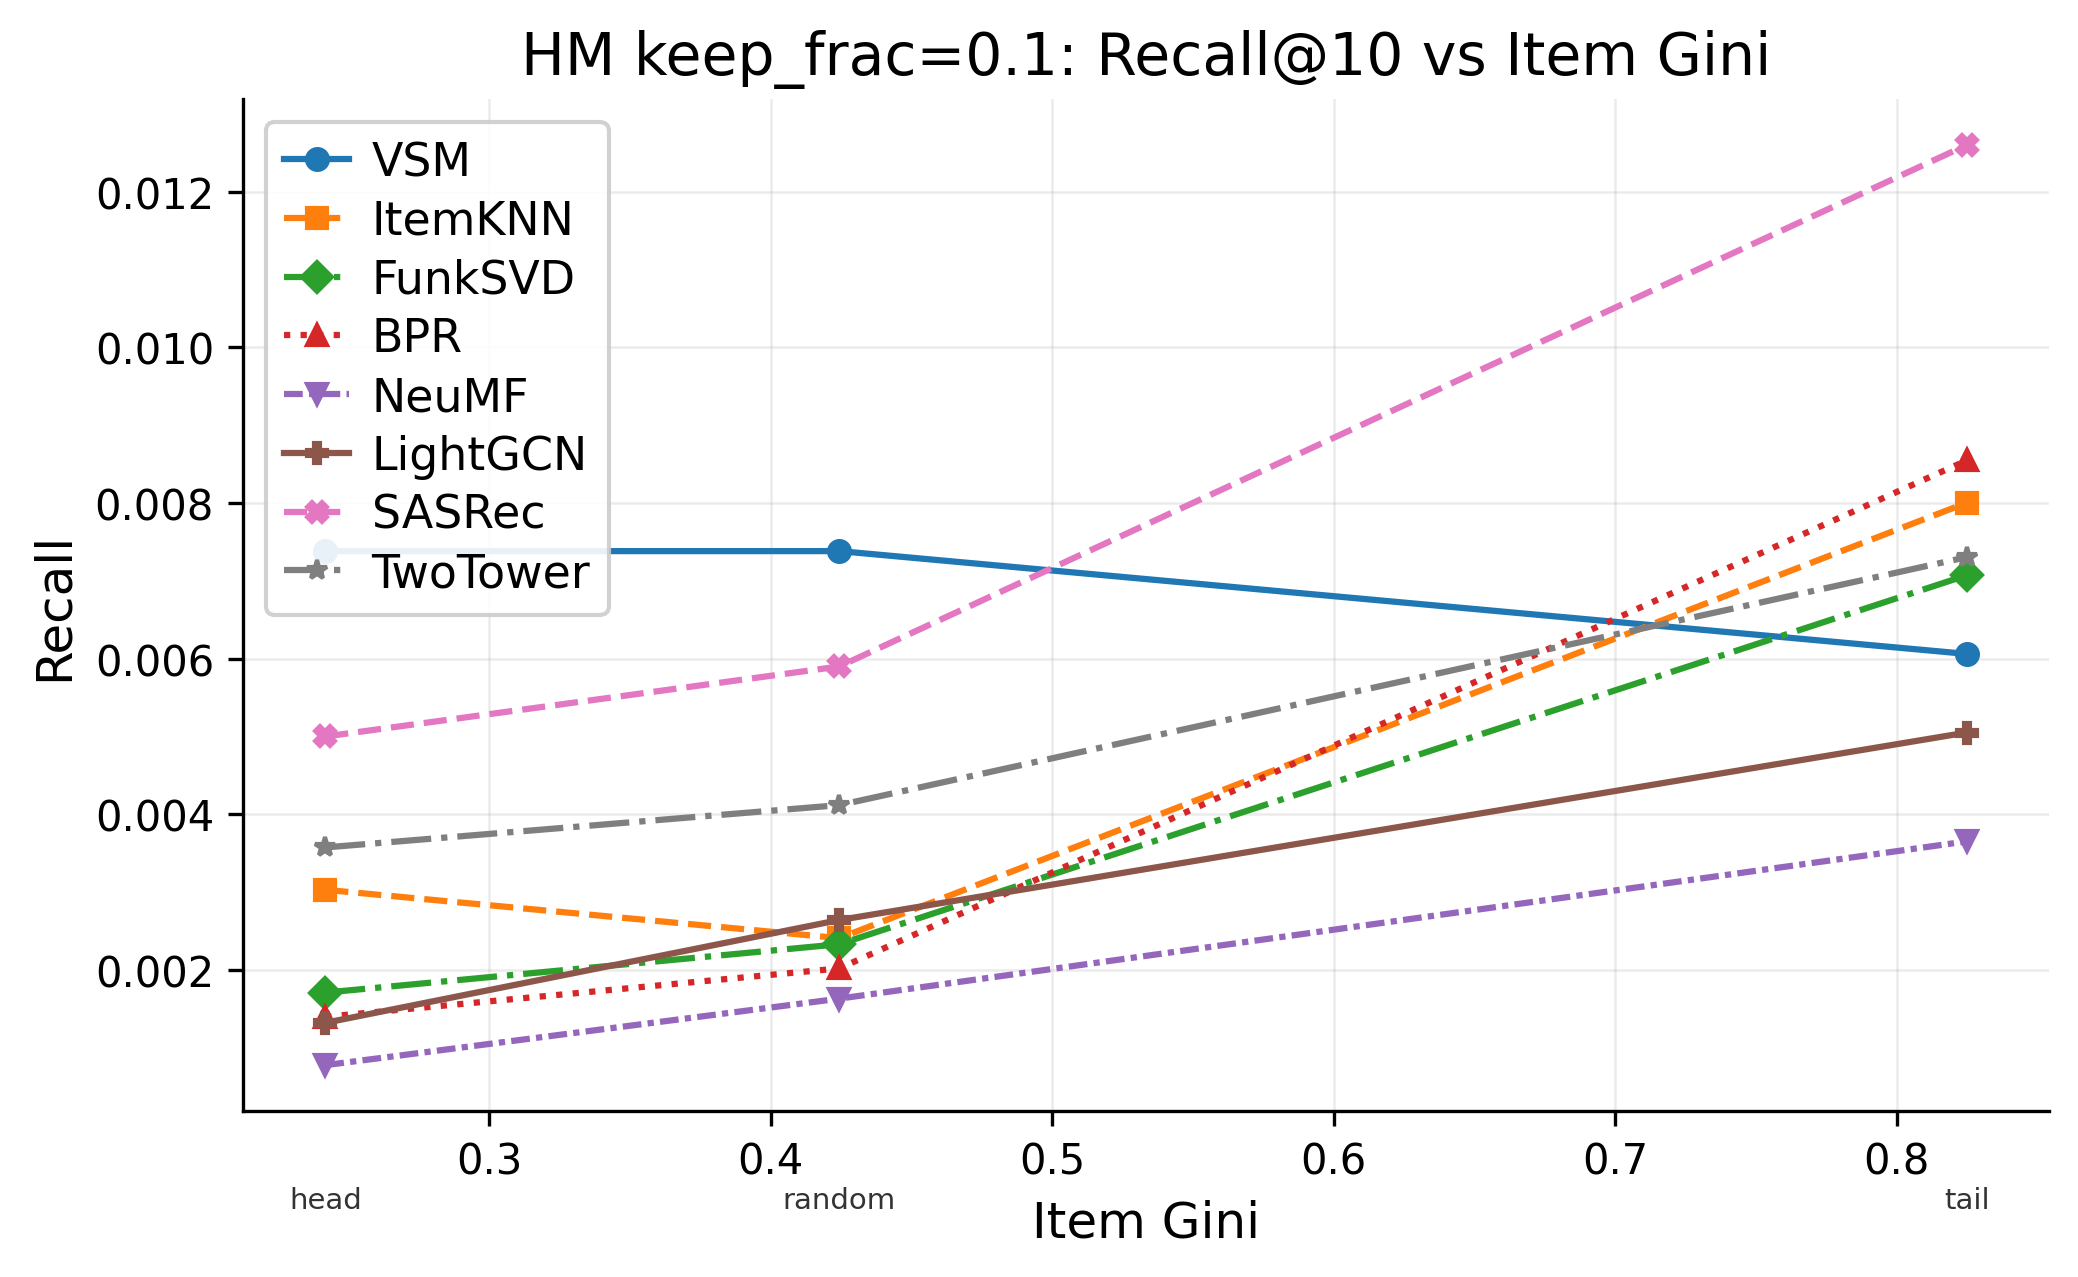 HM keep_frac=0.1: Recall@10 vs Item Gini
VSM
ItemKNN
FunkSVD
BPR
NeuMF
LightGCN
SASRec
TwoTower
Recall
0.012
0.010
0.008
0.006
0.004
0.002
0.3 0.4 0.5 0.6 0.7 0.8
head random tail
Item Gini